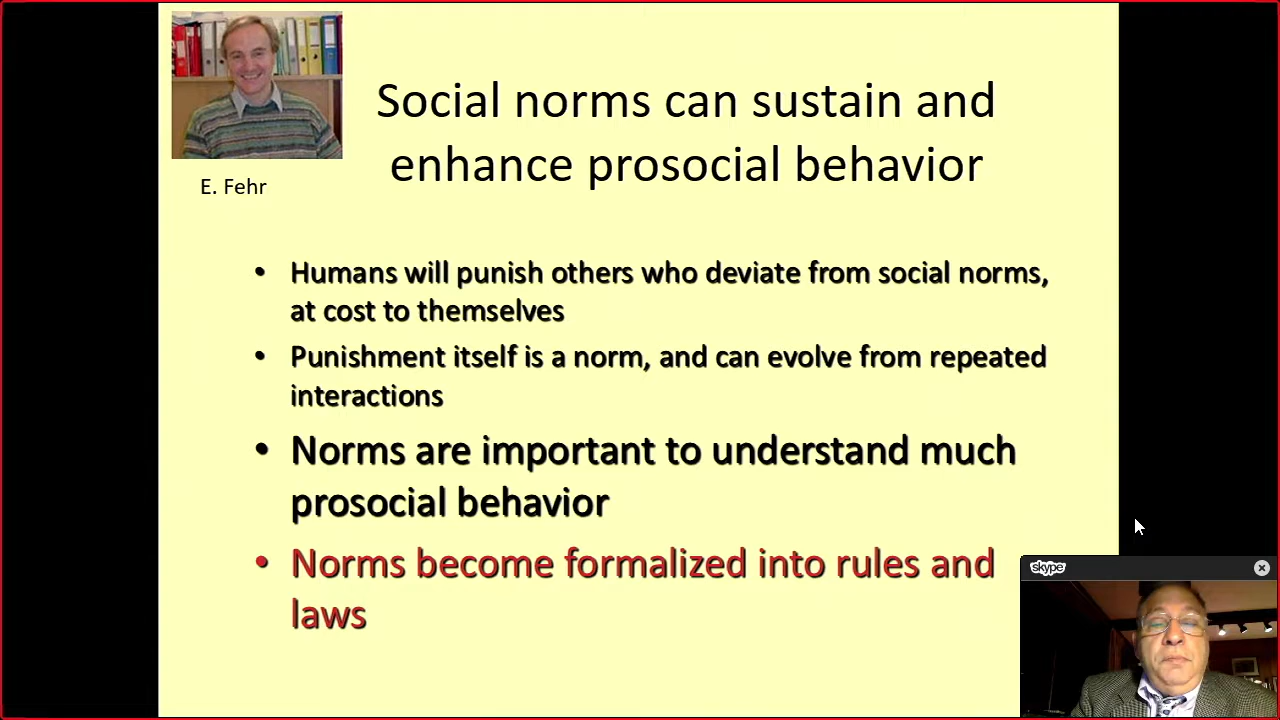 Social norms can sustain and
enhance prosocial behavior
E. Fehr
• Humans will punish others who deviate from social norms,
at cost to themselves
• Punishment itself is a norm, and can evolve from repeated
interactions
• Norms are important to understand much
prosocial behavior
• Norms become formalized into rules and
laws
skype